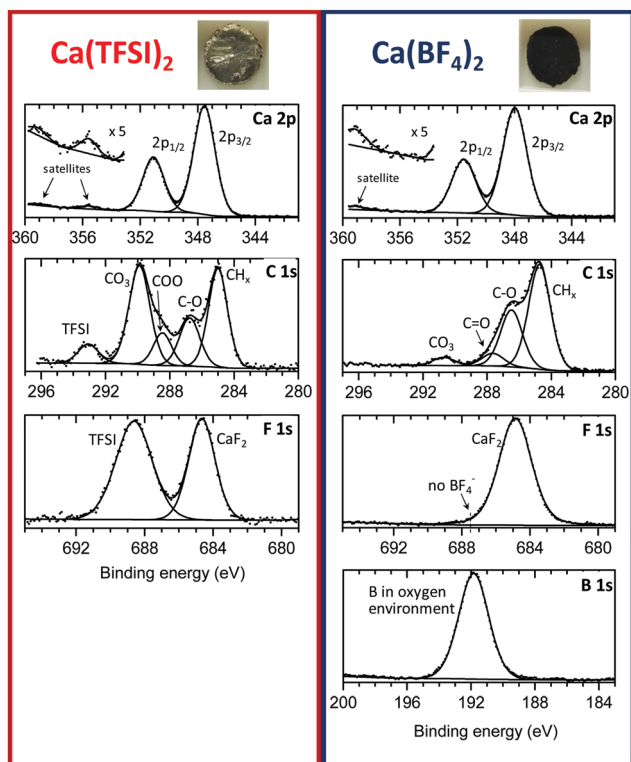 Ca(TFSI)2
Ca 2p
x 5
2p1/2
2p3/2
satellites
360 356 352 348 344
C 1s
CO3
COO
C-O
CHx
TFSI
296 292 288 284 280
F 1s
TFSI
CaF2
692 688 684 680
Binding energy (eV)
Ca(BF4)2
Ca 2p
x 5
2p1/2
2p3/2
satellite
360 356 352 348 344
C 1s
CHx
C-O
C=O
CO3
296 292 288 284 280
F 1s
CaF2
no BF4-
692 688 684 680
B 1s
B in oxygen
environment
200 196 192 188 184
Binding energy (eV)